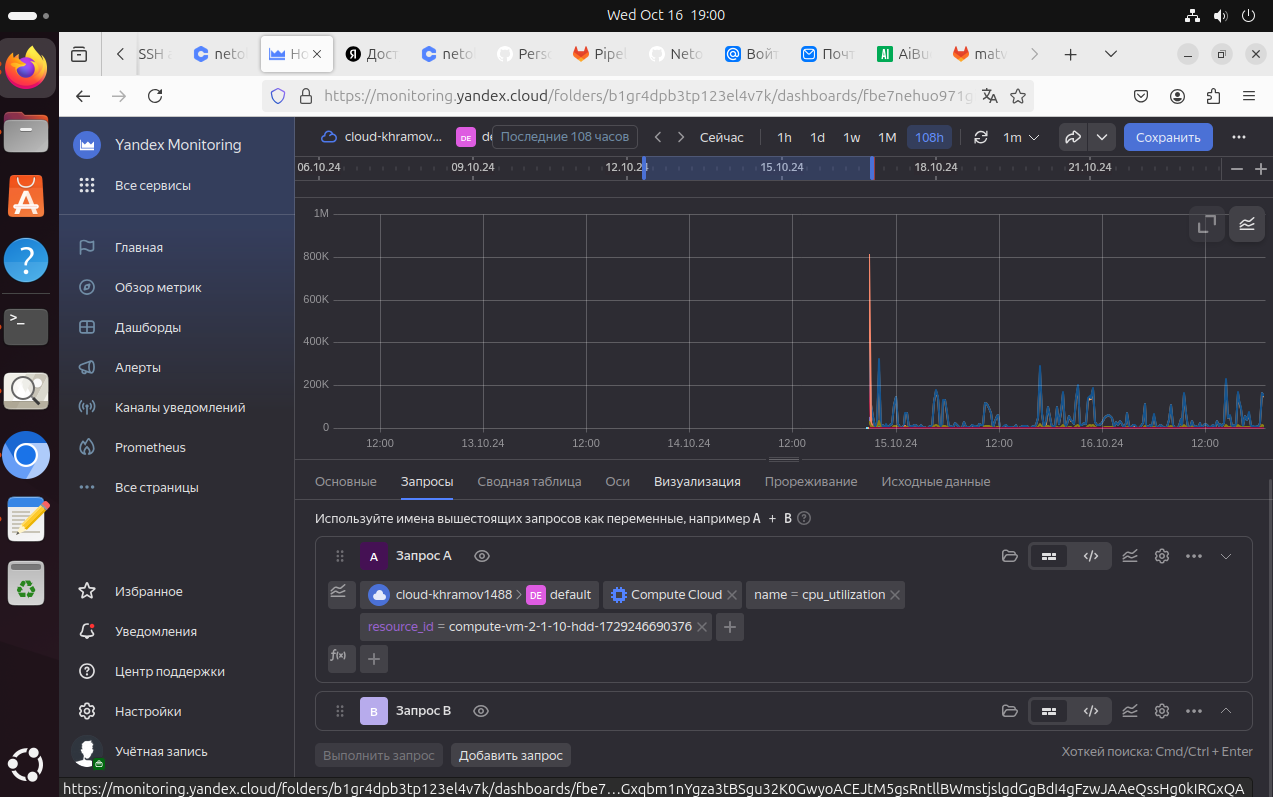 Wed Oct 16 19:00
SSH
neto
Но
Дост
neto
Perso
Pipel
Neto
Войт
Почт
AiBu
matv
https://monitoring.yandex.cloud/folders/b1gr4dpb3tp123el4v7k/dashboards/fbe7nehuo971g
Yandex Monitoring
Все сервисы
Главная
Обзор метрик
Дашборды
Алерты
Каналы уведомлений
Prometheus
Все страницы
Избранное
Уведомления
Центр поддержки
Настройки
Учётная запись
cloud-khramov... DE de Последние 108 часов Сейчас 1h 1d 1w 1M 108h 1m Сохранить
06.10.24 09.10.24 12.10.24 15.10.24 18.10.24 21.10.24
1M
800K
600K
400K
200K
0
12:00 13.10.24 12:00 14.10.24 12:00 15.10.24 12:00 16.10.24 12:00
Основные Запросы Сводная таблица Оси Визуализация Прореживание Исходные данные
Используйте имена вышестоящих запросов как переменные, например A + B
A Запрос A
cloud-khramov1488 DE default Compute Cloud name = cpu_utilization
resource_id = compute-vm-2-1-10-hdd-1729246690376
f(x)
B Запрос B
Выполнить запрос Добавить запрос Хоткей поиска: Cmd/Ctrl + Enter
https://monitoring.yandex.cloud/folders/b1gr4dpb3tp123el4v7k/dashboards/fbe7…Gxqbm1nYgza3tBSgu32K0GwyoACEJtM5gsRntllBWmstjslgdGgBdI4gFzwJAAeQssHg0kIRGxQA